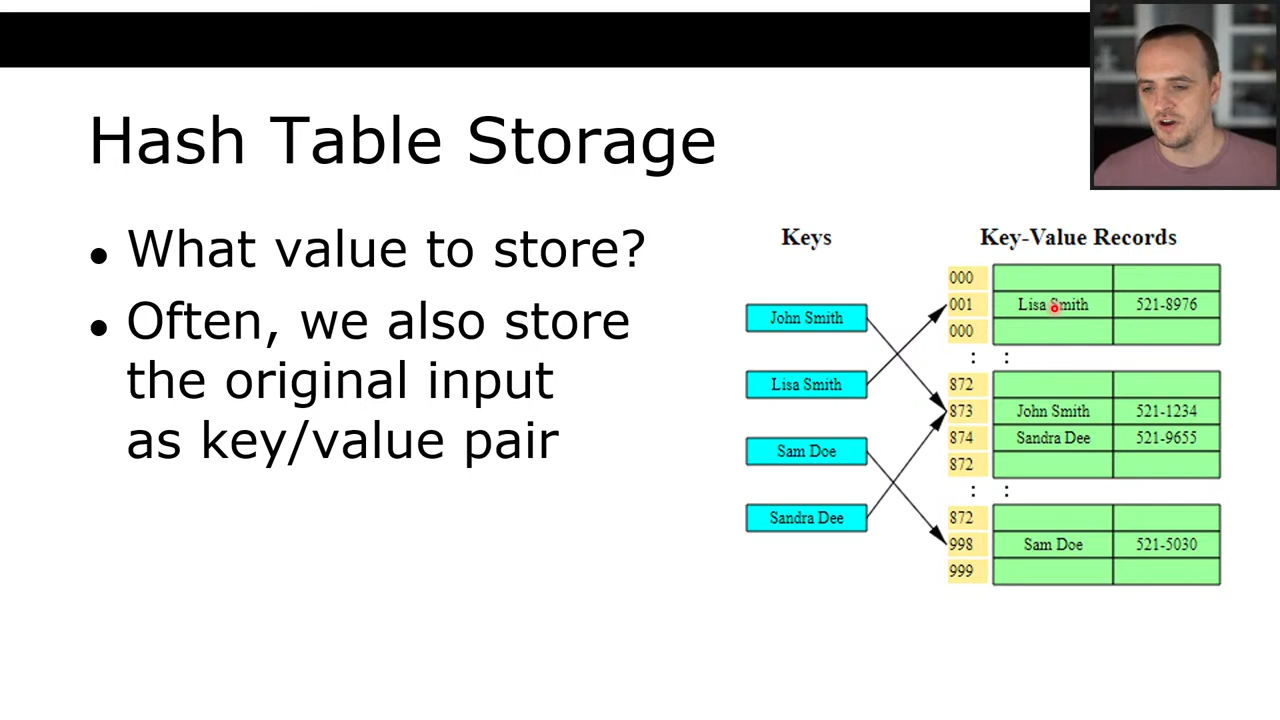 Hash Table Storage
● What value to store?
● Often, we also store
the original input
as key/value pair
Keys
John Smith
Lisa Smith
Sam Doe
Sandra Dee
Key-Value Records
000
001 Lisa Smith 521-8976
000
: :
872
873 John Smith 521-1234
874 Sandra Dee 521-9655
872
: :
872
998 Sam Doe 521-5030
999